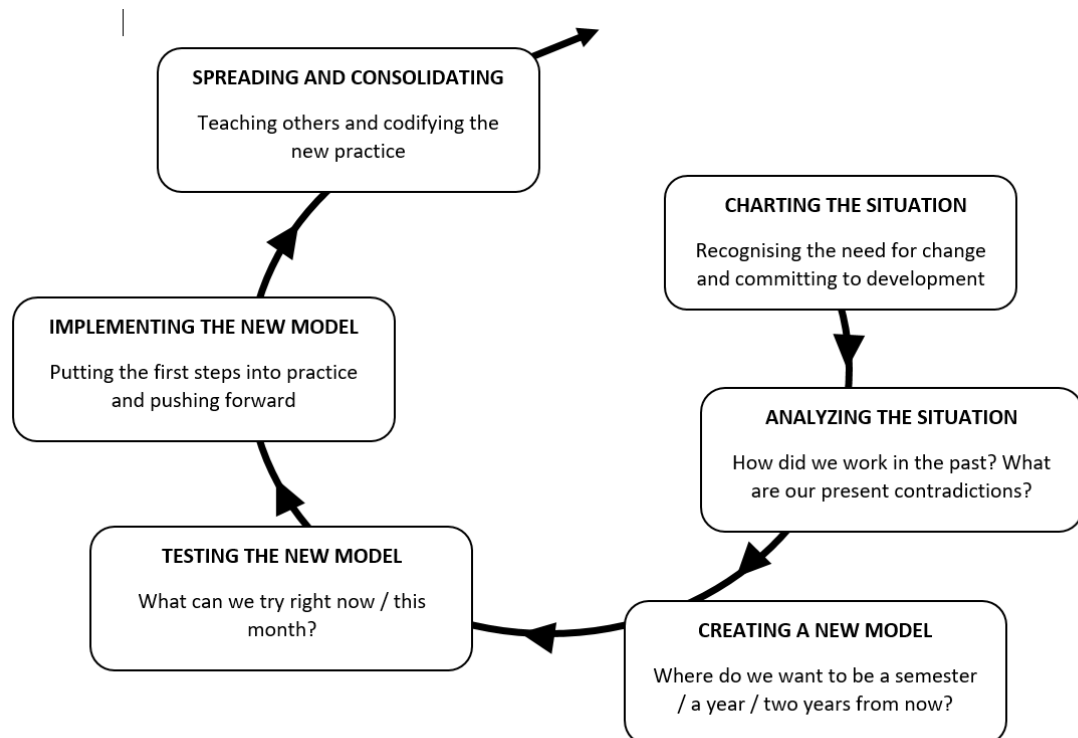 SPREADING AND CONSOLIDATING
Teaching others and codifying the
new practice
CHARTING THE SITUATION
Recognising the need for change
and committing to development
IMPLEMENTING THE NEW MODEL
Putting the first steps into practice
and pushing forward
ANALYZING THE SITUATION
How did we work in the past? What
are our present contradictions?
TESTING THE NEW MODEL
What can we try right now / this
month?
CREATING A NEW MODEL
Where do we want to be a semester
/ a year / two years from now?